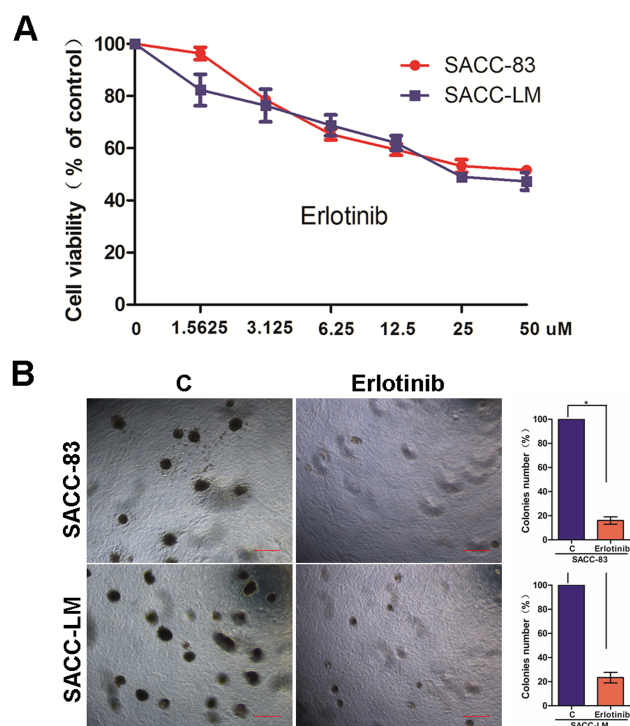 A
Cell viability ( % of control)
100
80
60
40
20
0
0 1.5625 3.125 6.25 12.5 25 50 uM
SACC-83
SACC-LM
Erlotinib
B
C Erlotinib
SACC-83
SACC-LM
Colonies number (%)
100
80
60
40
20
0
*
C Erlotinib
SACC-83
Colonies number (%)
100
80
60
40
20
0
C Erlotinib
SACC-LM